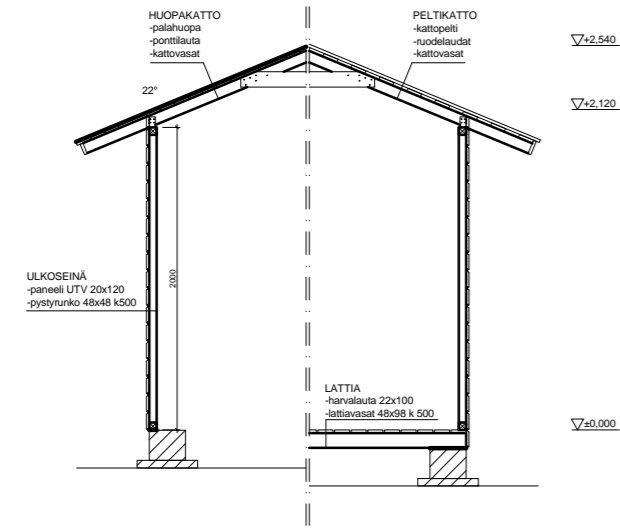 HUOPAKATTO
-palahuopa
-ponttilauta
-kattovasat
PELTIKATTO
-kattopelti
-ruodelaudat
-kattovasat
+2,540
22°
+2,120
2000
ULKOSEINÄ
-paneeli UTV 20x120
-pystyrunko 48x48 k500
LATTIA
-harvalauta 22x100
-lattiavasat 48x98 k 500
±0,000